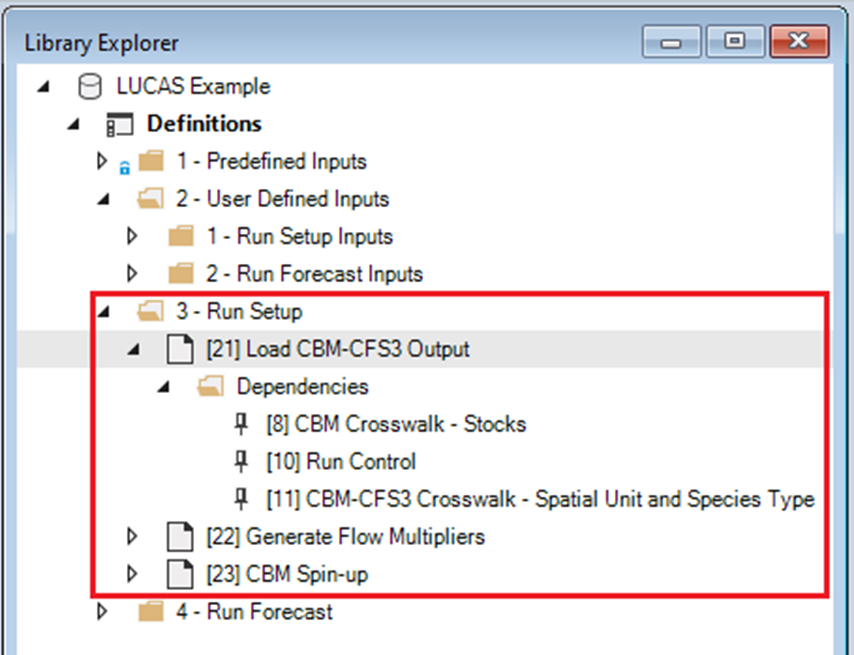 Library Explorer
LUCAS Example
Definitions
1 - Predefined Inputs
2 - User Defined Inputs
1 - Run Setup Inputs
2 - Run Forecast Inputs
3 - Run Setup
[21] Load CBM-CFS3 Output
Dependencies
[8] CBM Crosswalk - Stocks
[10] Run Control
[11] CBM-CFS3 Crosswalk - Spatial Unit and Species Type
[22] Generate Flow Multipliers
[23] CBM Spin-up
4 - Run Forecast